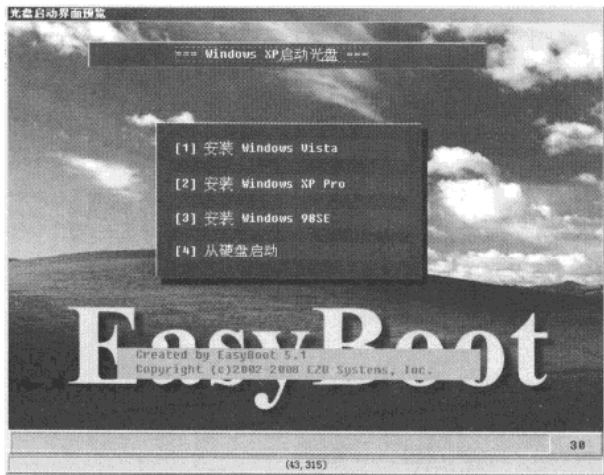 光盘启动界面预览
=== Windows XP启动光盘 ===
[1] 安装 Windows Vista
[2] 安装 Windows XP Pro
[3] 安装 Windows 98SE
[4] 从硬盘启动
EasyBoot
Created by EasyBoot 5.1
Copyright (c)2002-2008 EZB Systems, Inc.
30
(43,315)